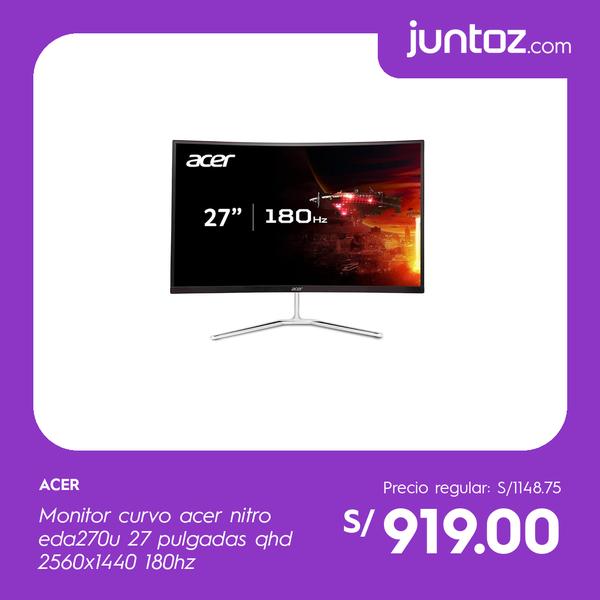 juntoz.com
acer
27” | 180Hz
acer
ACER
Monitor curvo acer nitro
eda270u 27 pulgadas qhd
2560x1440 180hz
Precio regular: S/1148.75
S/ 919.00